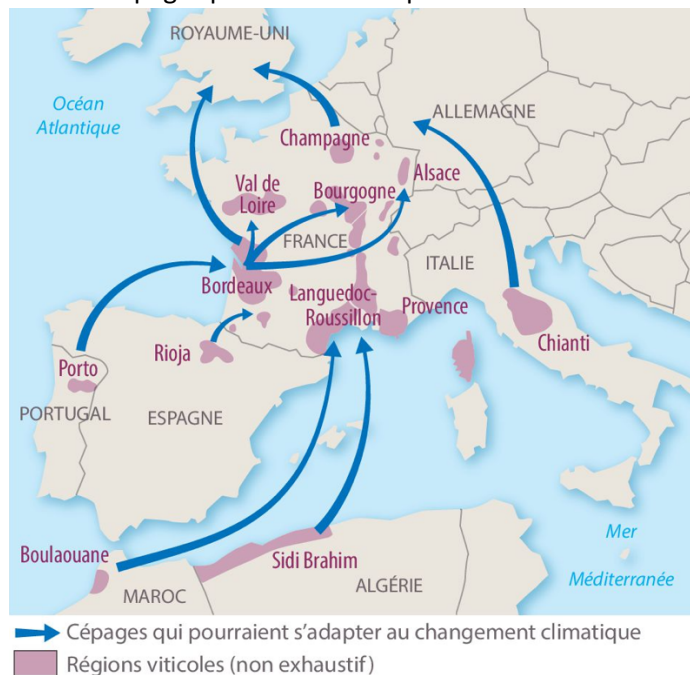 ROYAUME-UNI
Océan
Atlantique
ALLEMAGNE
Champagne
Alsace
Val de
Loire
Bourgogne
FRANCE
ITALIE
Bordeaux
Languedoc-
Roussillon
Provence
Chianti
Rioja
Porto
PORTUGAL
ESPAGNE
Boulaouane
Sidi Brahim
MAROC
ALGÉRIE
Mer
Méditerranée
Cépages qui pourraient s’adapter au changement climatique
Régions viticoles (non exhaustif)